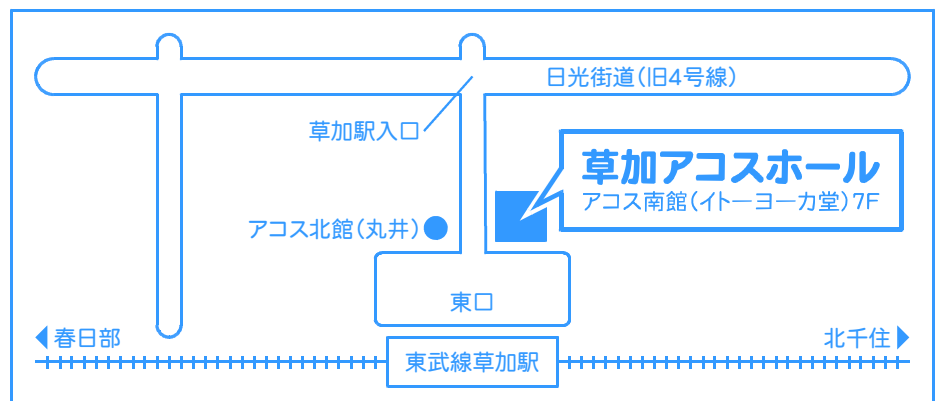 日光街道(旧4号線)
草加駅入口
草加アコスホール
アコス南館(イトーヨーカ堂)7F
アコス北館(丸井)
東口
春日部
北千住
東武線草加駅